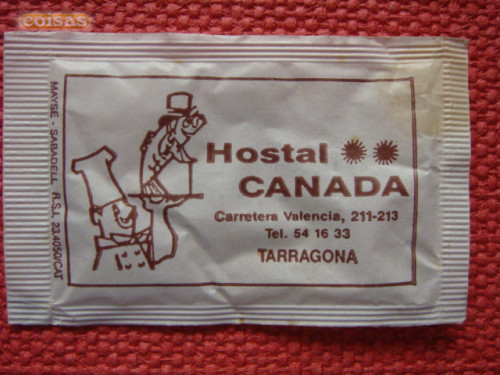 coisas
MAYSE - SABADELL R.S.I. 23.4050/CAT
Hostal
CANADA
Carretera Valencia, 211-213
Tel. 54 16 33
TARRAGONA